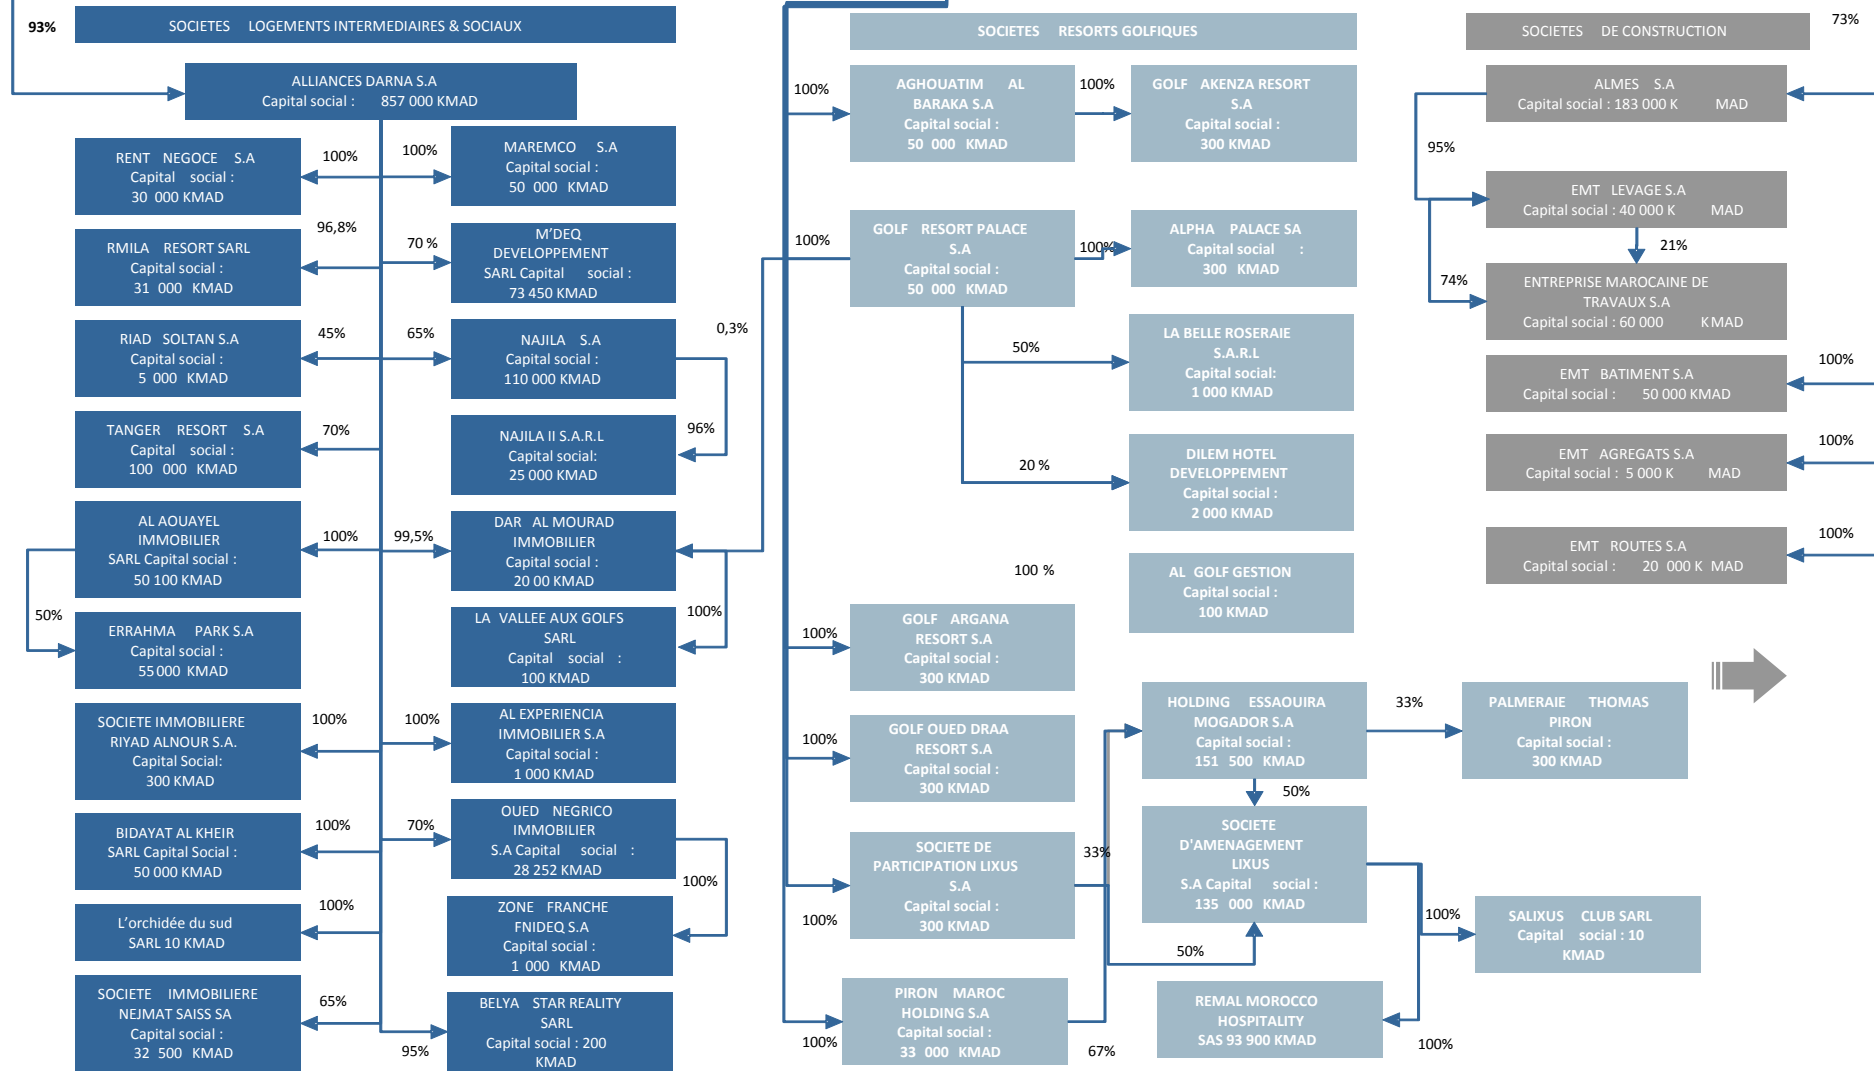 93%
SOCIETES LOGEMENTS INTERMEDIAIRES & SOCIAUX
ALLIANCES DARNA S.A
Capital social : 857 000 KMAD
RENT NEGOCE S.A
Capital social :
30 000 KMAD
100%
100%
MAREMCO S.A
Capital social :
50 000 KMAD
RMILA RESORT SARL
Capital social :
31 000 KMAD
96,8%
70 %
M'DEQ
DEVELOPPEMENT
SARL Capital social :
73 450 KMAD
RIAD SOLTAN S.A
Capital social :
5 000 KMAD
45%
65%
NAJILA S.A
Capital social :
110 000 KMAD
TANGER RESORT S.A
Capital social :
100 000 KMAD
70%
NAJILA II S.A.R.L
Capital social:
25 000 KMAD
96%
AL AOUAYEL
IMMOBILIER
SARL Capital social :
50 100 KMAD
100%
99,5%
DAR AL MOURAD
IMMOBILIER
Capital social :
20 00 KMAD
0,3%
50%
ERRAHMA PARK S.A
Capital social :
55 000 KMAD
LA VALLEE AUX GOLFS
SARL
Capital social :
100 KMAD
100%
SOCIETE IMMOBILIERE
RIYAD ALNOUR S.A.
Capital Social:
300 KMAD
100%
100%
AL EXPERIENCIA
IMMOBILIER S.A
Capital social :
1 000 KMAD
BIDAYAT AL KHEIR
SARL Capital Social :
50 000 KMAD
100%
70%
OUED NEGRICO
IMMOBILIER
S.A Capital social :
28 252 KMAD
100%
L'orchidée du sud
SARL 10 KMAD
100%
ZONE FRANCHE
FNIDEQ S.A
Capital social :
1 000 KMAD
SOCIETE IMMOBILIERE
NEJMAT SAISS SA
Capital social :
32 500 KMAD
65%
95%
BELYA STAR REALITY
SARL
Capital social : 200
KMAD
SOCIETES RESORTS GOLFIQUES
100%
AGHOUATIM AL
BARAKA S.A
Capital social :
50 000 KMAD
100%
GOLF AKENZA RESORT
S.A
Capital social :
300 KMAD
100%
GOLF RESORT PALACE
S.A
Capital social :
50 000 KMAD
100%
ALPHA PALACE SA
Capital social :
300 KMAD
50%
LA BELLE ROSERAIE
S.A.R.L
Capital social:
1 000 KMAD
20 %
DILEM HOTEL
DEVELOPPEMENT
Capital social :
2 000 KMAD
100 %
AL GOLF GESTION
Capital social :
100 KMAD
100%
GOLF ARGANA
RESORT S.A
Capital social :
300 KMAD
100%
GOLF OUED DRAA
RESORT S.A
Capital social :
300 KMAD
HOLDING ESSAOUIRA
MOGADOR S.A
Capital social :
151 500 KMAD
33%
PALMERAIE THOMAS
PIRON
Capital social :
300 KMAD
50%
100%
SOCIETE DE
PARTICIPATION LIXUS
S.A
Capital social :
300 KMAD
33%
SOCIETE
D'AMENAGEMENT
LIXUS
S.A Capital social :
135 000 KMAD
50%
100%
SALIXUS CLUB SARL
Capital social : 10
KMAD
100%
PIRON MAROC
HOLDING S.A
Capital social :
33 000 KMAD
67%
REMAL MOROCCO
HOSPITALITY
SAS 93 900 KMAD
100%
SOCIETES DE CONSTRUCTION
73%
ALMES S.A
Capital social : 183 000 K MAD
95%
EMT LEVAGE S.A
Capital social : 40 000 K MAD
21%
74%
ENTREPRISE MAROCAINE DE
TRAVAUX S.A
Capital social : 60 000 KMAD
100%
EMT BATIMENT S.A
Capital social : 50 000 KMAD
100%
EMT AGREGATS S.A
Capital social : 5 000 K MAD
100%
EMT ROUTES S.A
Capital social : 20 000 K MAD